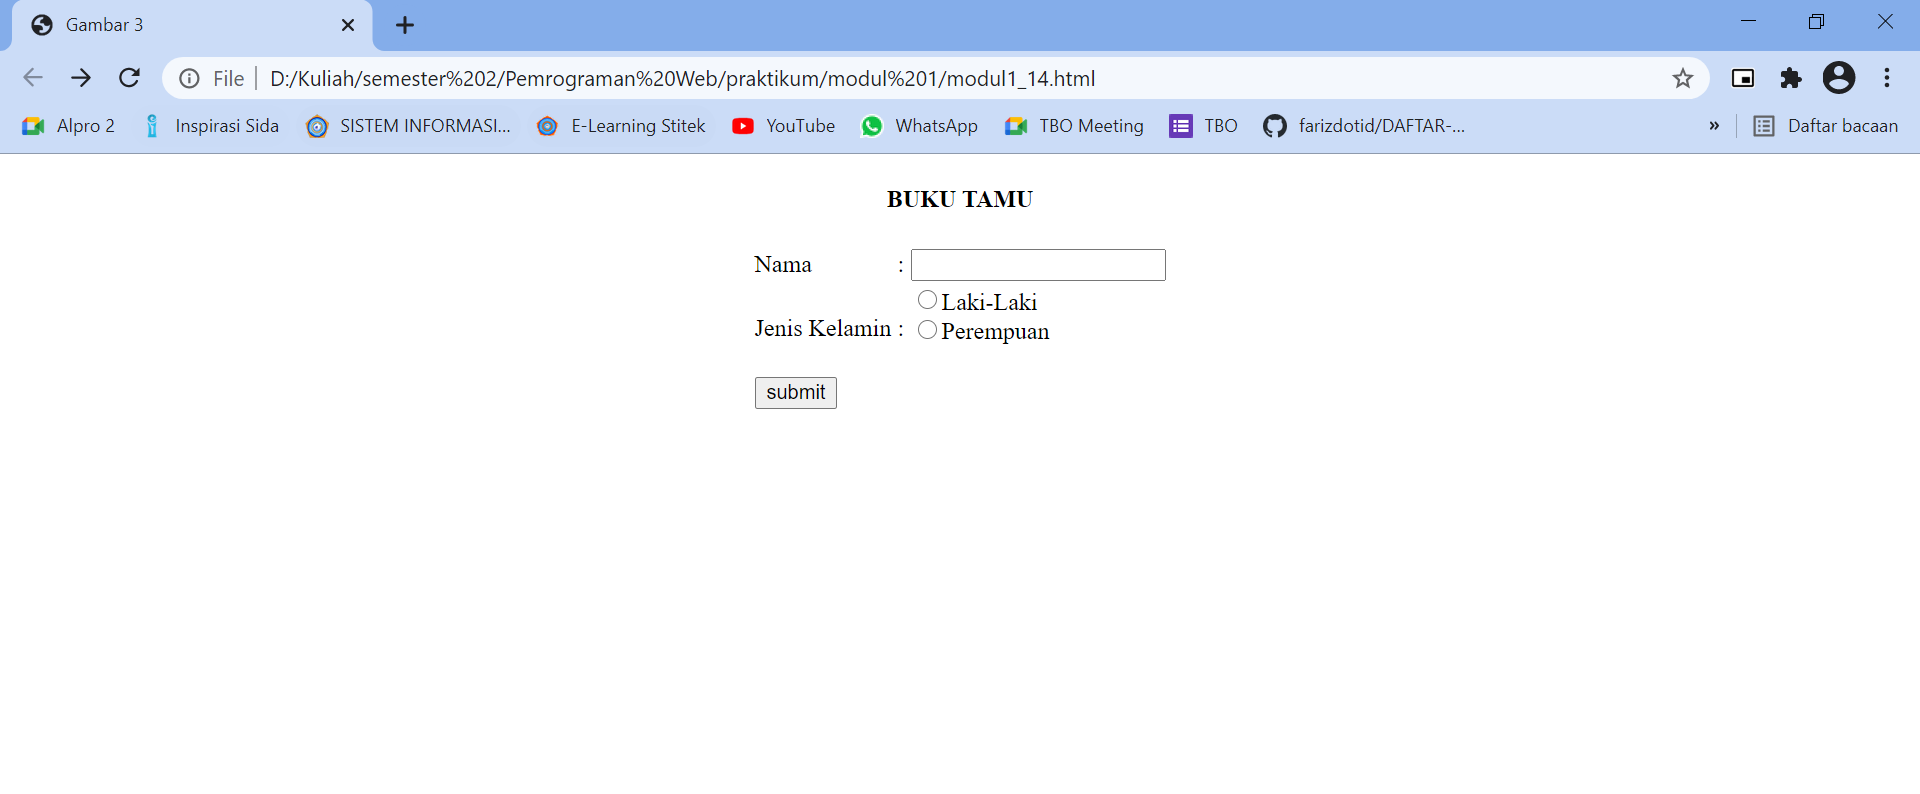 Gambar 3
File D:/Kuliah/semester%202/Pemrograman%20Web/praktikum/modul%201/modul1_14.html
Alpro 2 Inspirasi Sida SISTEM INFORMASI... E-Learning Stitek YouTube WhatsApp TBO Meeting TBO farizdotid/DAFTAR-... » Daftar bacaan
BUKU TAMU
Nama :
Laki-Laki
Jenis Kelamin : Perempuan
submit